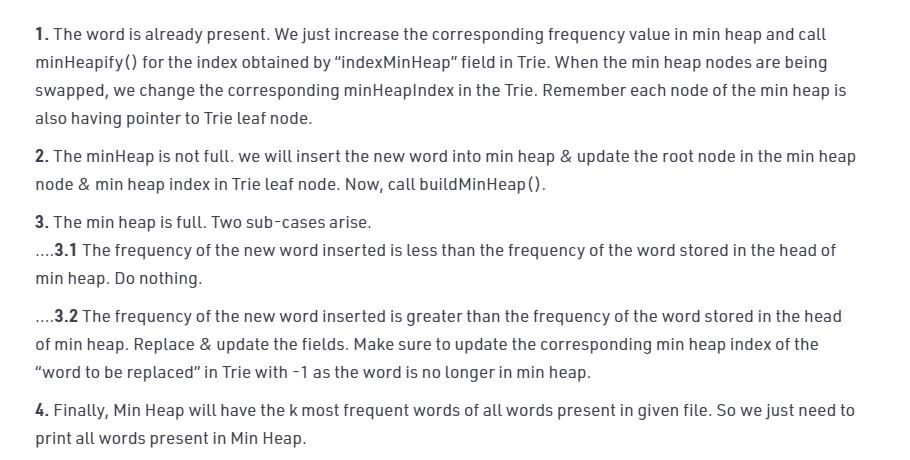 1. The word is already present. We just increase the corresponding frequency value in min heap and call
minHeapify() for the index obtained by “indexMinHeap” field in Trie. When the min heap nodes are being
swapped, we change the corresponding minHeapIndex in the Trie. Remember each node of the min heap is
also having pointer to Trie leaf node.
2. The minHeap is not full. we will insert the new word into min heap & update the root node in the min heap
node & min heap index in Trie leaf node. Now, call buildMinHeap().
3. The min heap is full. Two sub-cases arise.
....3.1 The frequency of the new word inserted is less than the frequency of the word stored in the head of
min heap. Do nothing.
....3.2 The frequency of the new word inserted is greater than the frequency of the word stored in the head
of min heap. Replace & update the fields. Make sure to update the corresponding min heap index of the
“word to be replaced” in Trie with -1 as the word is no longer in min heap.
4. Finally, Min Heap will have the k most frequent words of all words present in given file. So we just need to
print all words present in Min Heap.